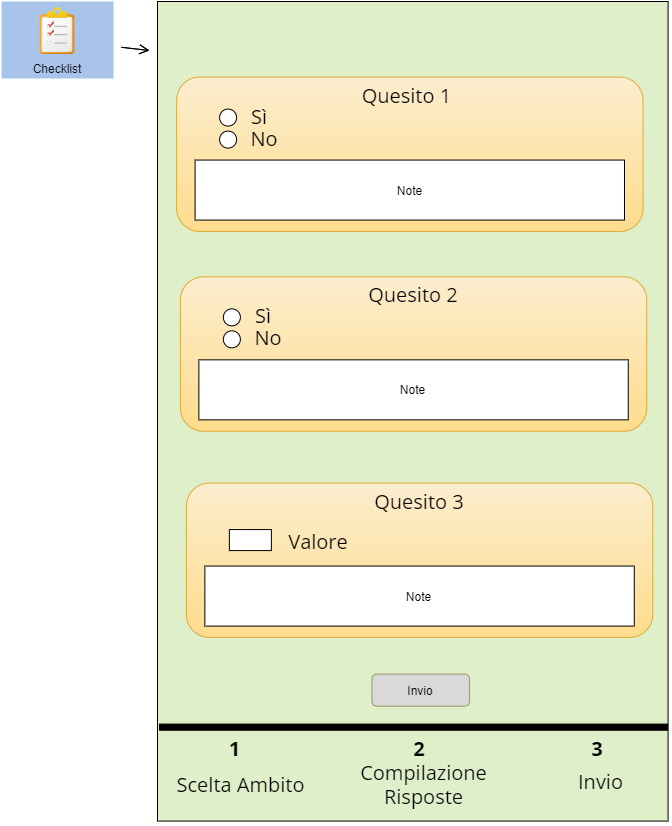 Checklist
Quesito 1
Sì
No
Note
Quesito 2
Sì
No
Note
Quesito 3
Valore
Note
Invio
1
Scelta Ambito
2
Compilazione
Risposte
3
Invio